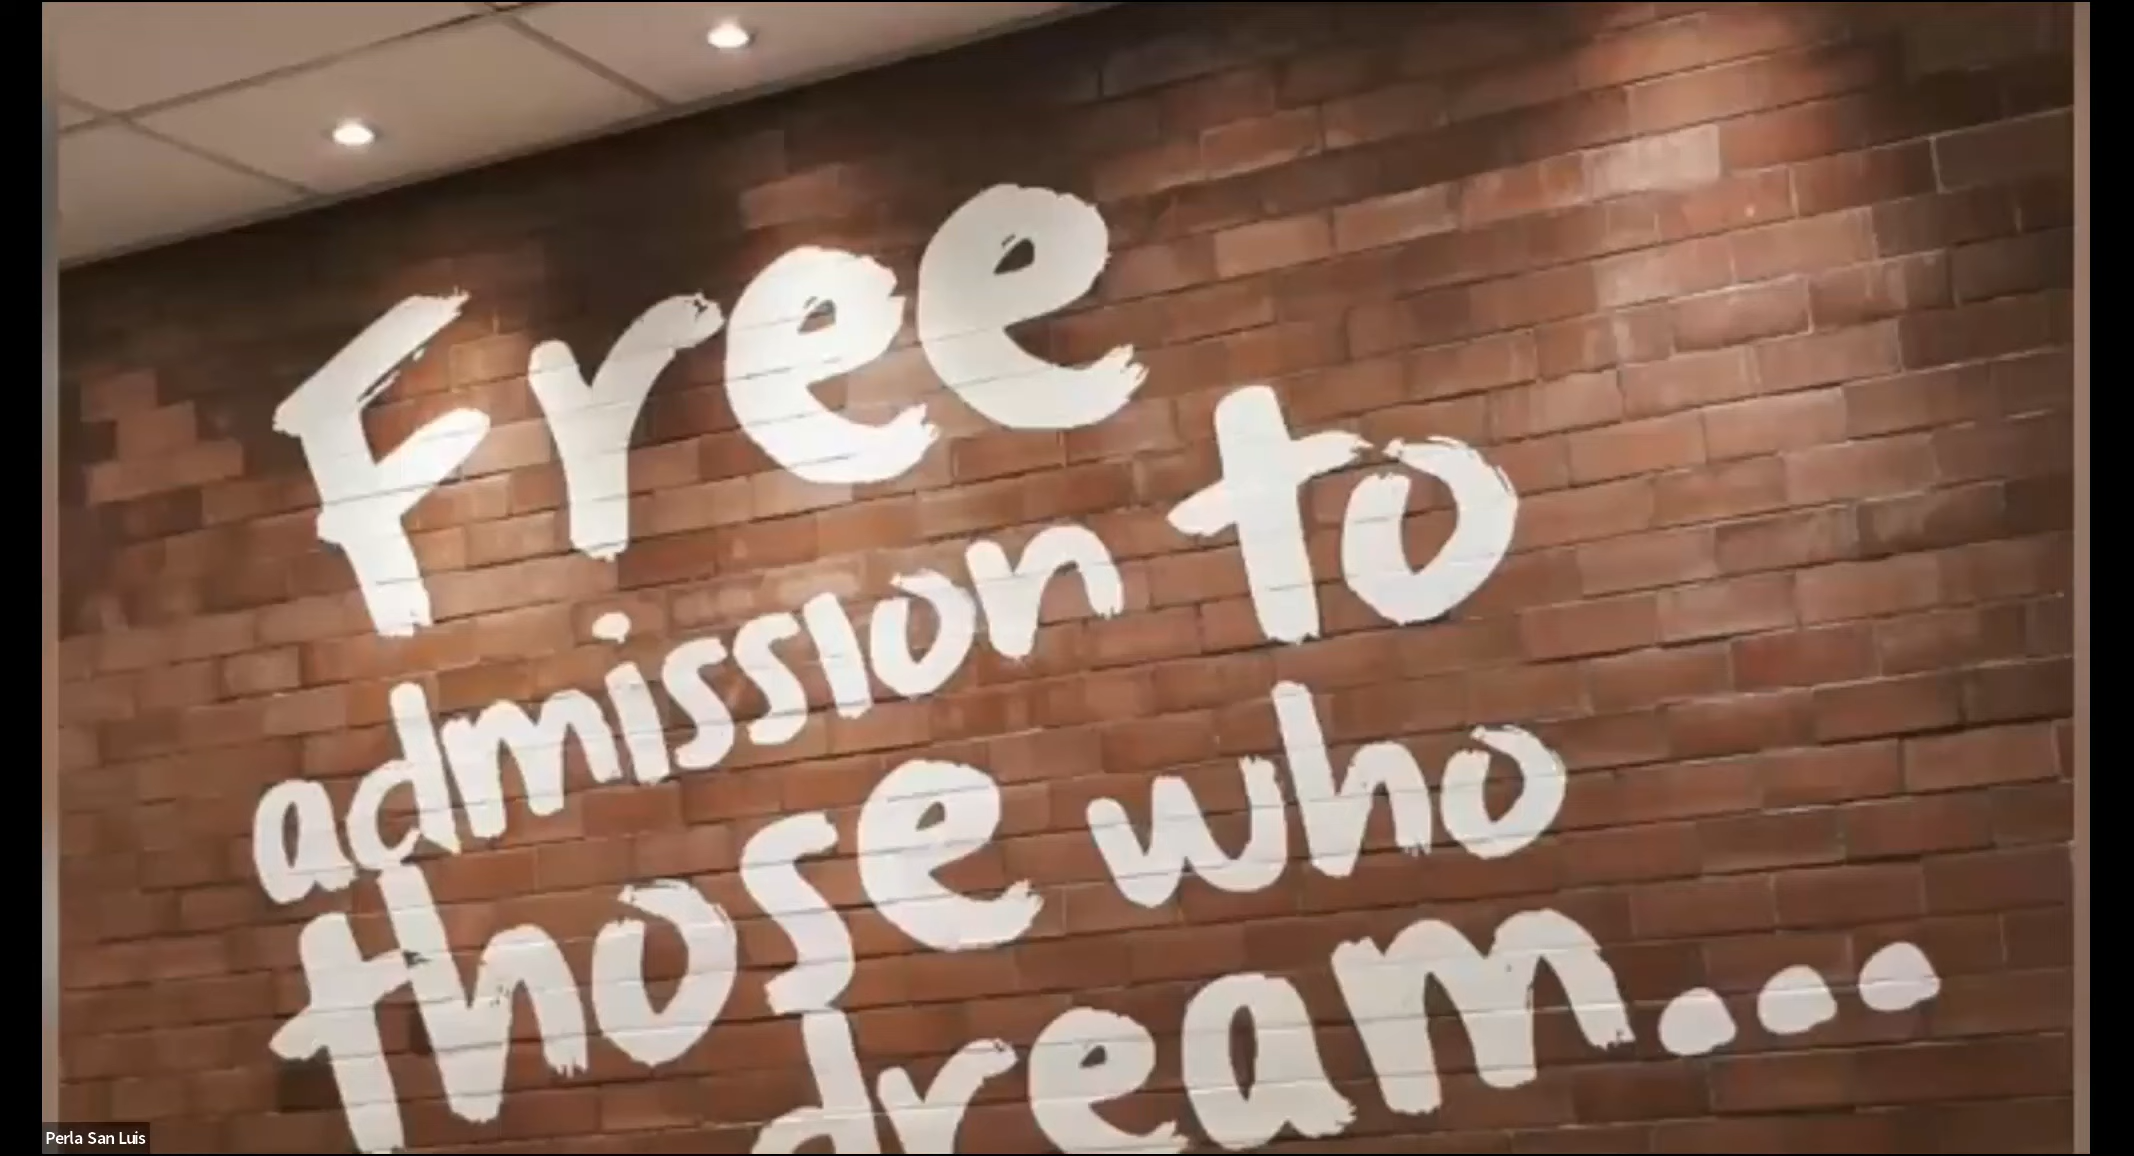 Free
admission to
those who
dream...
Perla San Luis